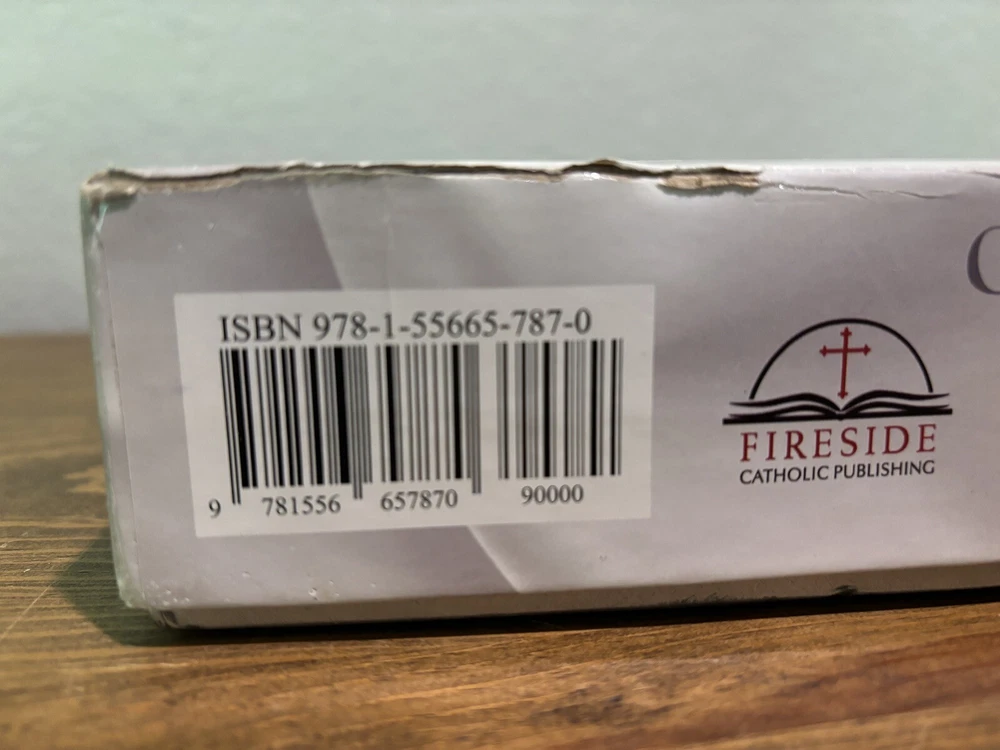 ISBN 978-1-55665-787-0
9 781556 657870 90000
FIRESIDE
CATHOLIC PUBLISHING